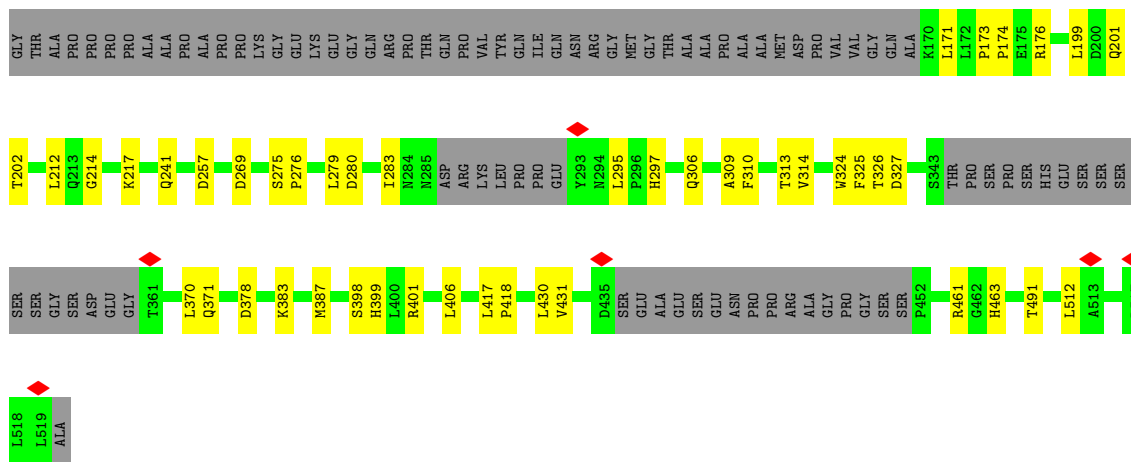 GLY THR ALA PRO PRO PRO PRO ALA ALA PRO ALA PRO PRO LYS GLY GLU LYS GLU GLY GLN ARG PRO THR GLN PRO VAL TYR GLN ILE GLN ASN ARG GLY MET GLY THR ALA ALA PRO ALA ALA MET ASP PRO VAL VAL GLY GLN ALA K170 L171 L172 P173 P174 E175 R176 L199 D200 Q201
T202 L212 Q213 G214 K217 Q241 D257 D269 S275 P276 L279 D280 I283 N284 N285 ASP ARG LYS LEU PRO PRO GLU Y293 N294 L295 P296 H297 Q306 A309 F310 T313 V314 W324 F325 T326 D327 S343 THR PRO SER PRO SER HIS GLU SER SER SER
SER SER GLY SER ASP GLU GLY T361 L370 Q371 D378 K383 M387 S398 H399 L400 R401 L406 L417 P418 L430 V431 D435 SER GLU ALA GLU SER GLU ASN PRO PRO ARG ALA GLY PRO GLY SER SER P452 R461 G462 H463 T491 L512 A513
L518 L519 ALA